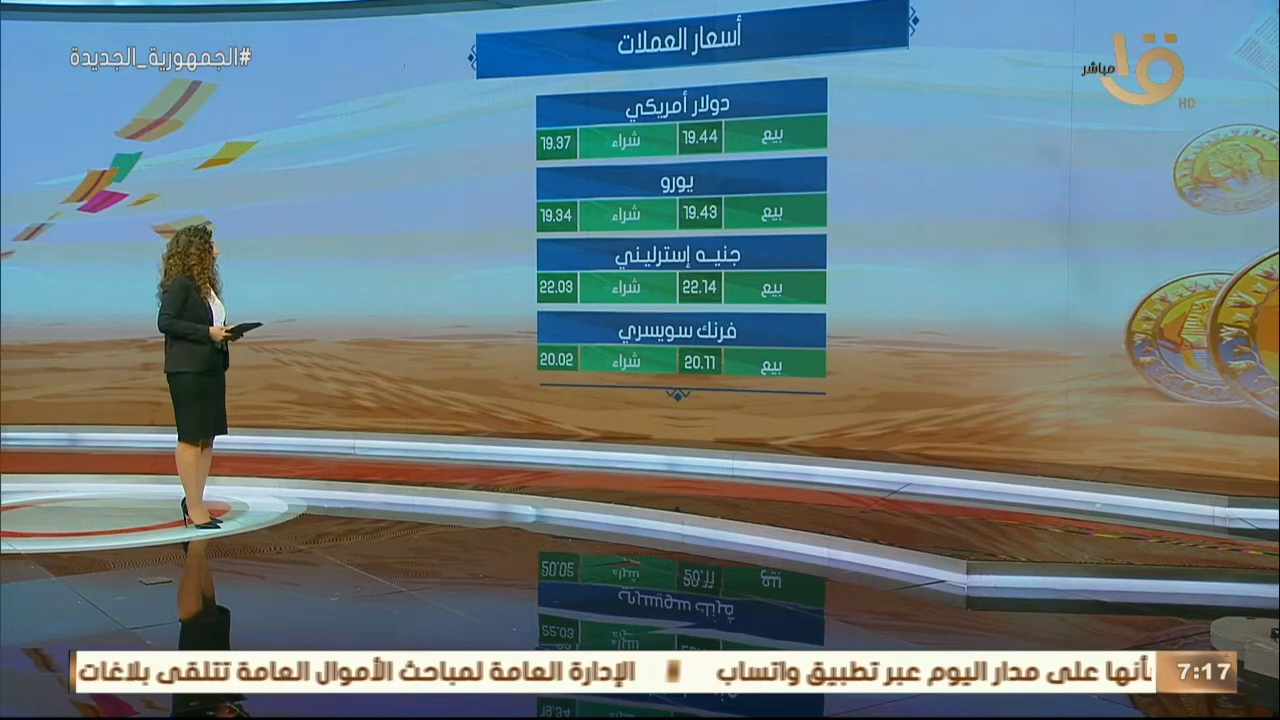 #الجمهورية_الجديدة
أسعار العملات
مباشر
HD
دولار أمريكي
بيع 19.44 شراء 19.37
يورو
بيع 19.43 شراء 19.34
جنيه إسترليني
بيع 22.14 شراء 22.03
فرنك سويسري
بيع 20.11 شراء 20.02
7:17
أنها على مدار اليوم عبر تطبيق واتساب
الإدارة العامة لمباحث الأموال العامة تتلقى بلاغات